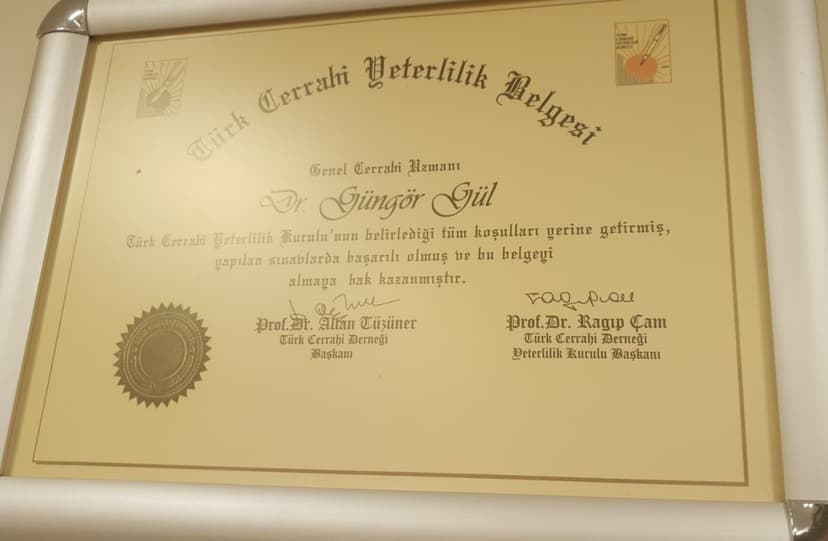 Türk Cerrahi Yeterlilik Belgesi
Genel Cerrahi Uzmanı
Dr. Güngör Gül
Türk Cerrahi Yeterlilik Kurulu'nun belirlediği tüm koşulları yerine getirmiş,
yapılan sınavlarda başarılı olmuş ve bu belgeyi
almaya hak kazanmıştır.
Prof.Dr. Altan Tüzüner
Türk Cerrahi Derneği
Başkanı
Prof.Dr. Ragıp Çam
Türk Cerrahi Derneği
Yeterlilik Kurulu Başkanı